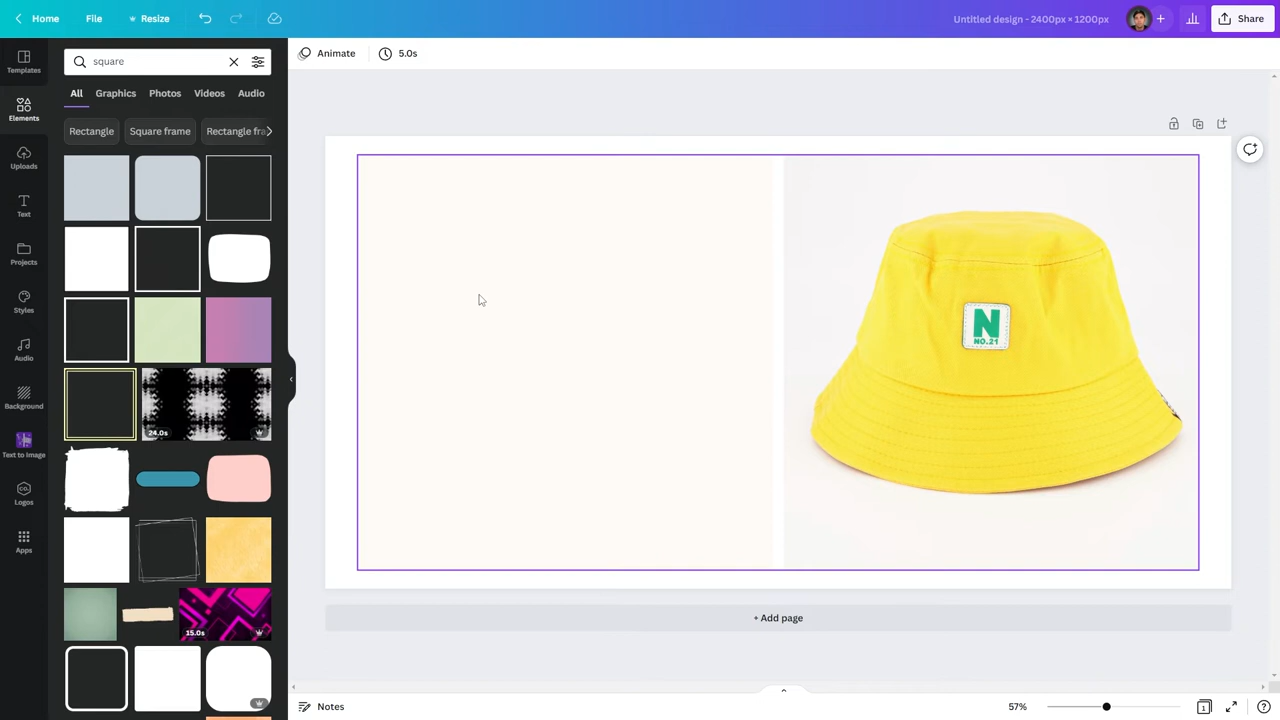 Home File Resize Untitled design - 2400px × 1200px + Share
Templates
square
Animate 5.0s
All Graphics Photos Videos Audio
Elements
Rectangle Square frame Rectangle fra
Uploads
Text
Projects
Styles
N
NO.21
Audio
Background
24.0s
Text to Image
Logos
Apps
+ Add page
15.0s
Notes 57% 1